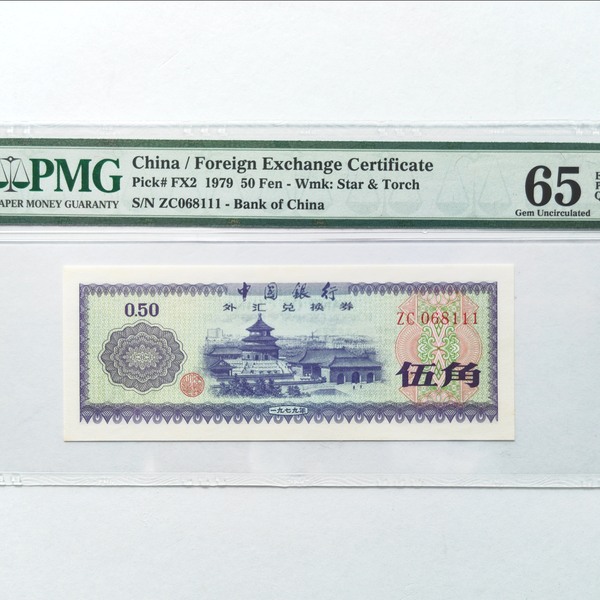 PMG
PAPER MONEY GUARANTY
China / Foreign Exchange Certificate
Pick# FX2 1979 50 Fen - Wmk: Star & Torch
S/N ZC068111 - Bank of China
65
Gem Uncirculated
中国银行
外汇兑换券
0.50
ZC 068111
伍角
一九七九年